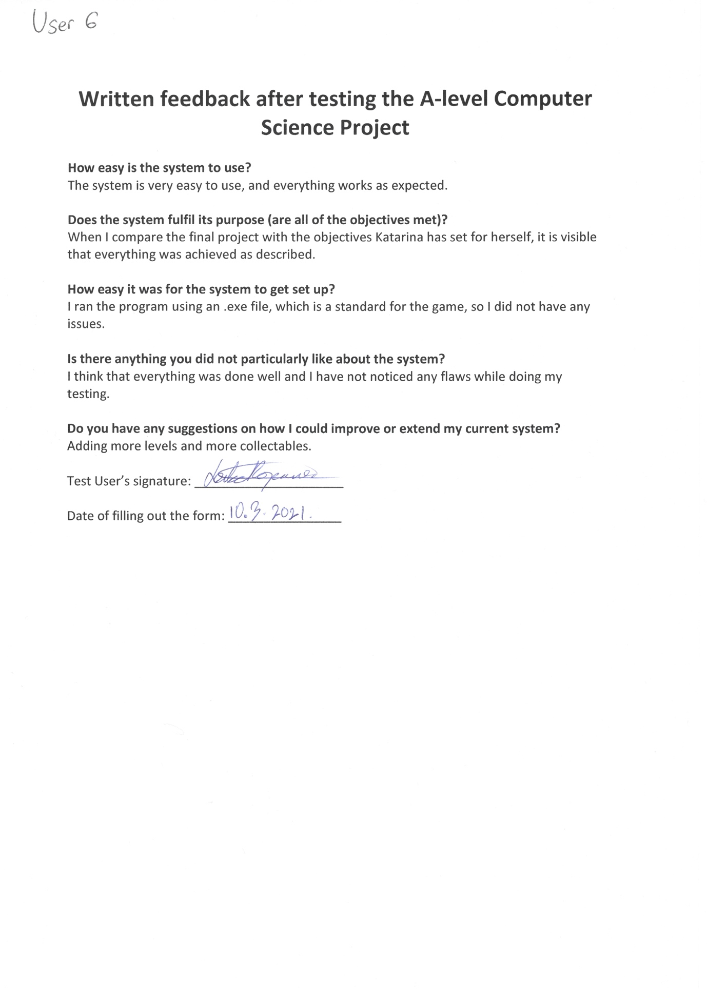 User 6
Written feedback after testing the A-level Computer
Science Project
How easy is the system to use?
The system is very easy to use, and everything works as expected.
Does the system fulfil its purpose (are all of the objectives met)?
When I compare the final project with the objectives Katarina has set for herself, it is visible
that everything was achieved as described.
How easy it was for the system to get set up?
I ran the program using an .exe file, which is a standard for the game, so I did not have any
issues.
Is there anything you did not particularly like about the system?
I think that everything was done well and I have not noticed any flaws while doing my
testing.
Do you have any suggestions on how I could improve or extend my current system?
Adding more levels and more collectables.
Test User’s signature:
Date of filling out the form: 10.3.2021.